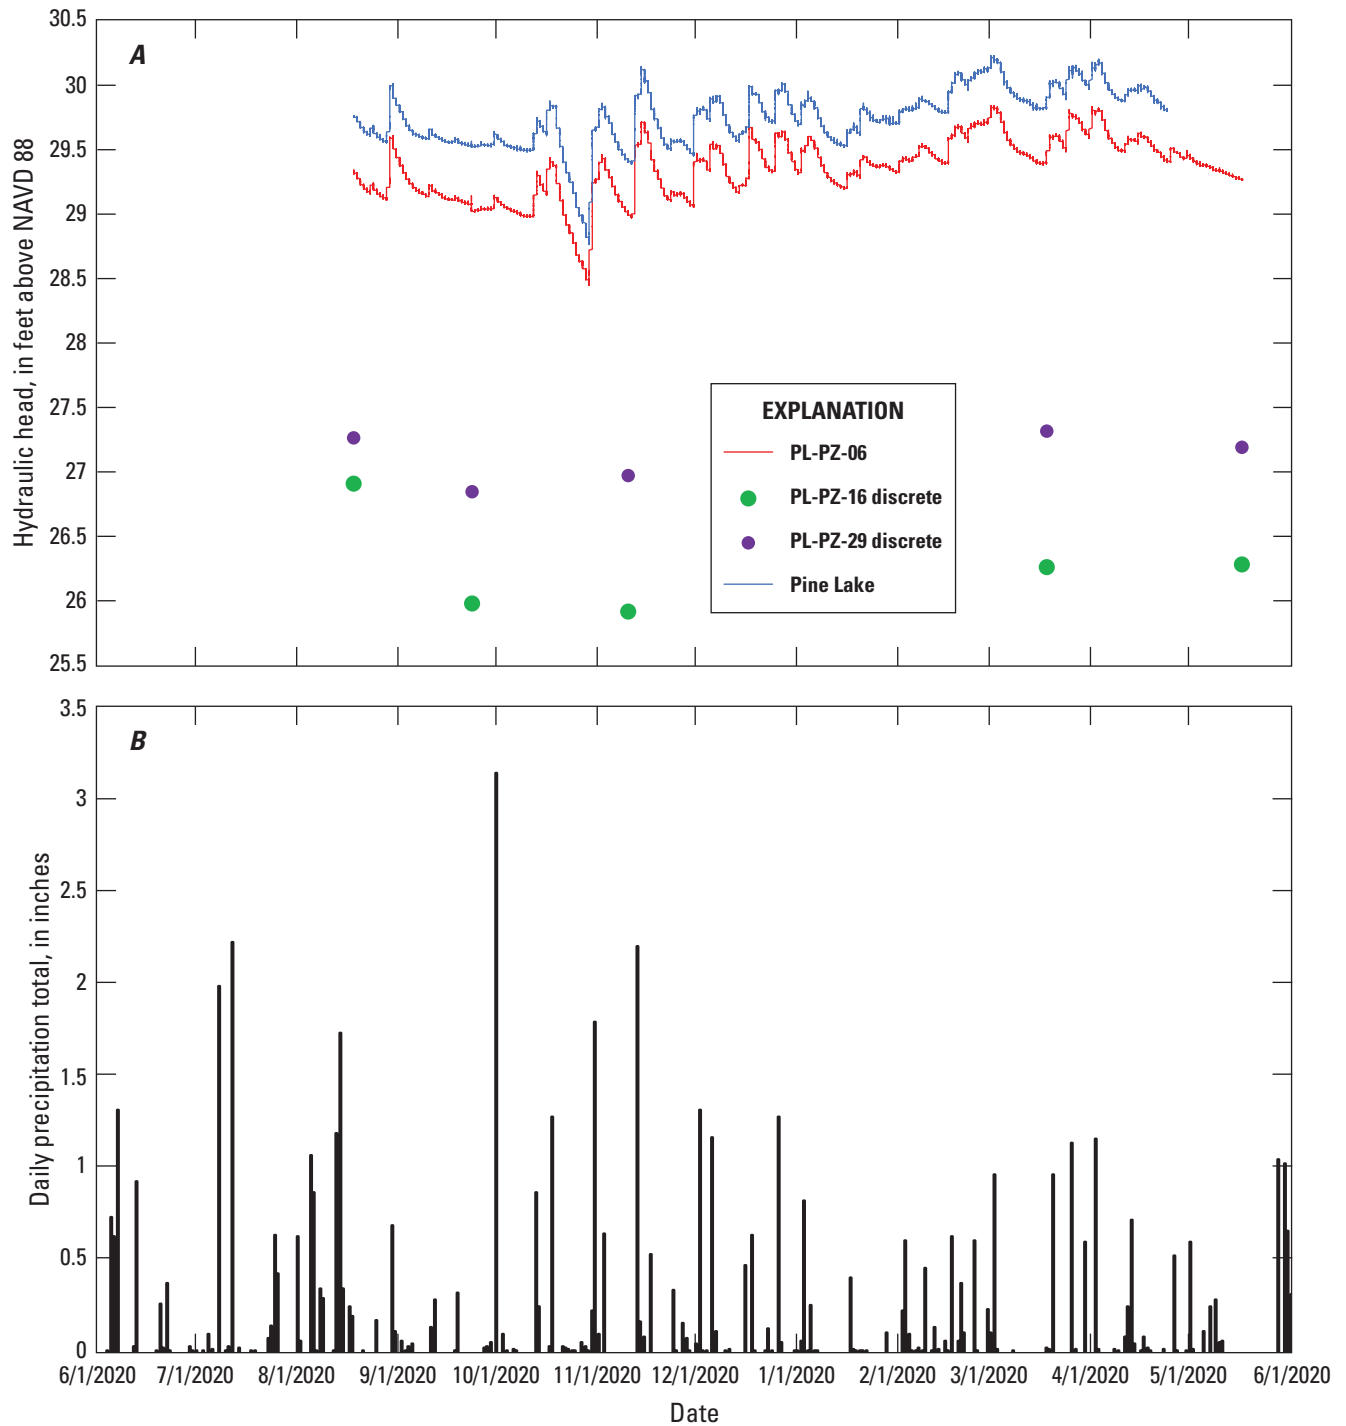 30.5
A
30
29.5
29
28.5
28
27.5
27
26.5
26
25.5
Hydraulic head, in feet above NAVD 88
EXPLANATION
PL-PZ-06
PL-PZ-16 discrete
PL-PZ-29 discrete
Pine Lake
3.5
B
3
2.5
2
1.5
1
0.5
0
Daily precipitation total, in inches
6/1/2020 7/1/2020 8/1/2020 9/1/2020 10/1/2020 11/1/2020 12/1/2020 1/1/2020 2/1/2020 3/1/2020 4/1/2020 5/1/2020 6/1/2020
Date